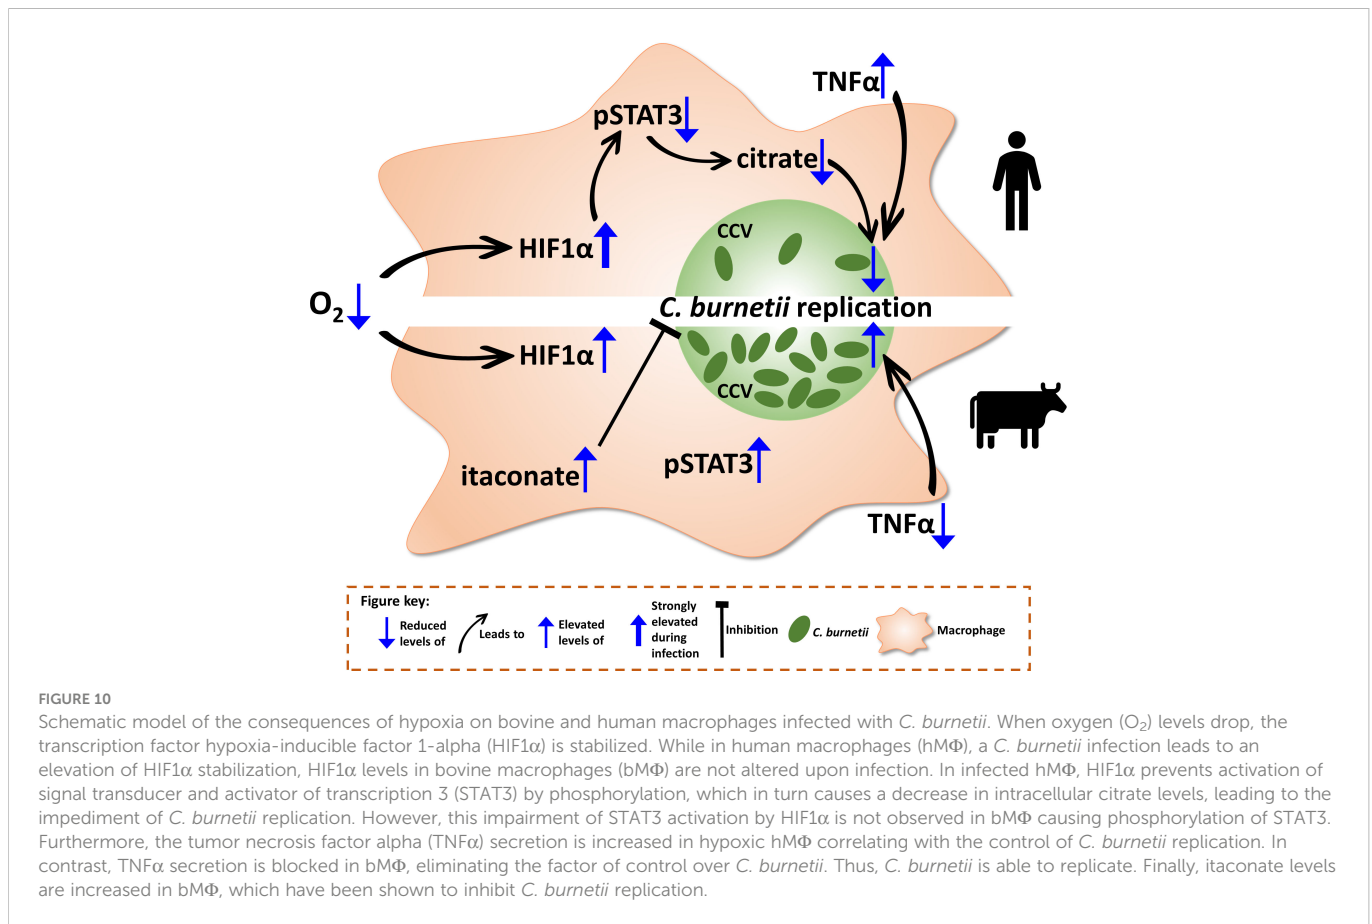 TNFα
pSTAT3
citrate
CCV
HIF1α
O₂
C. burnetii replication
HIF1α
CCV
itaconate
pSTAT3
TNFα
Figure key:
Reduced
levels of
Leads to
Elevated
levels of
Strongly
elevated
during
infection
Inhibition
C. burnetii
Macrophage
FIGURE 10
Schematic model of the consequences of hypoxia on bovine and human macrophages infected with C. burnetii. When oxygen (O₂) levels drop, the
transcription factor hypoxia-inducible factor 1-alpha (HIF1α) is stabilized. While in human macrophages (hMΦ), a C. burnetii infection leads to an
elevation of HIF1α stabilization, HIF1α levels in bovine macrophages (bMΦ) are not altered upon infection. In infected hMΦ, HIF1α prevents activation of
signal transducer and activator of transcription 3 (STAT3) by phosphorylation, which in turn causes a decrease in intracellular citrate levels, leading to the
impediment of C. burnetii replication. However, this impairment of STAT3 activation by HIF1α is not observed in bMΦ causing phosphorylation of STAT3.
Furthermore, the tumor necrosis factor alpha (TNFα) secretion is increased in hypoxic hMΦ correlating with the control of C. burnetii replication. In
contrast, TNFα secretion is blocked in bMΦ, eliminating the factor of control over C. burnetii. Thus, C. burnetii is able to replicate. Finally, itaconate levels
are increased in bMΦ, which have been shown to inhibit C. burnetii replication.